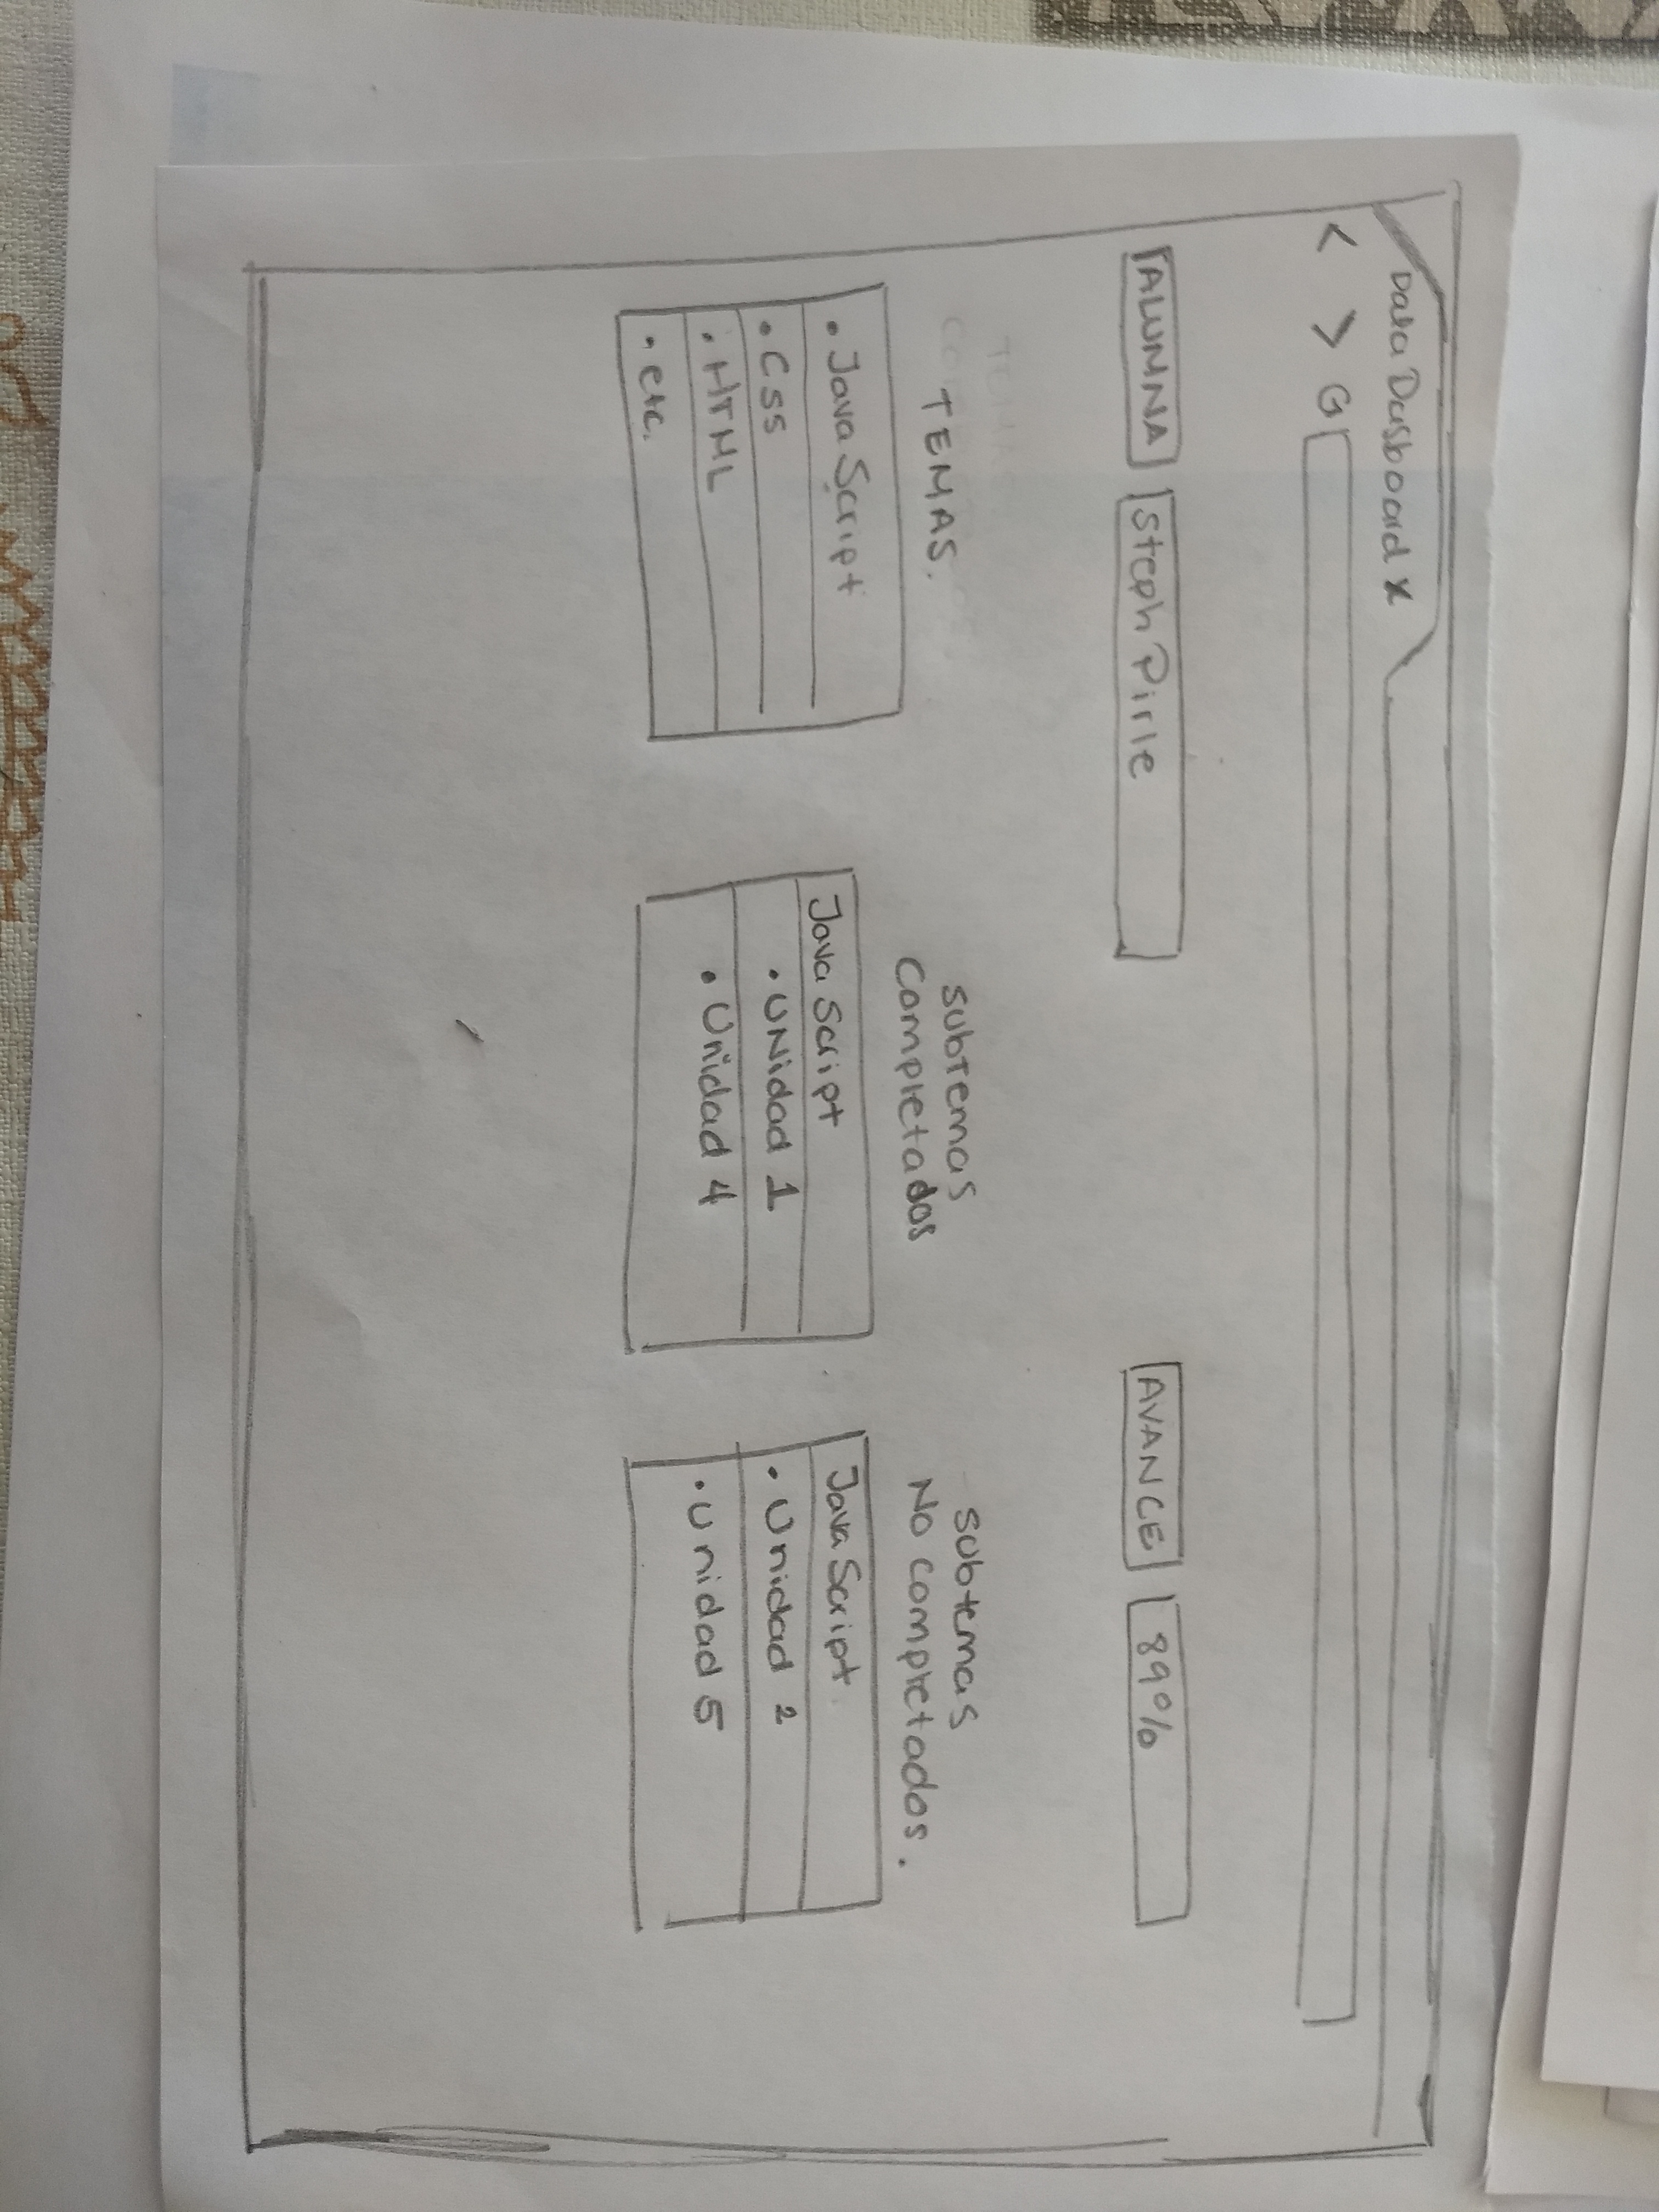 Data Dasboard x
< > G
ALUMNA Steph Pirle AVANCE 89%
TEMAS
TEMAS.
• Java Script
• Css
• HTML
• etc.
Subtemas
Completados
Java Script
• UNidad 1
• Unidad 4
Subtemas
No completados.
Java Script
• Unidad 2
• Unidad 5